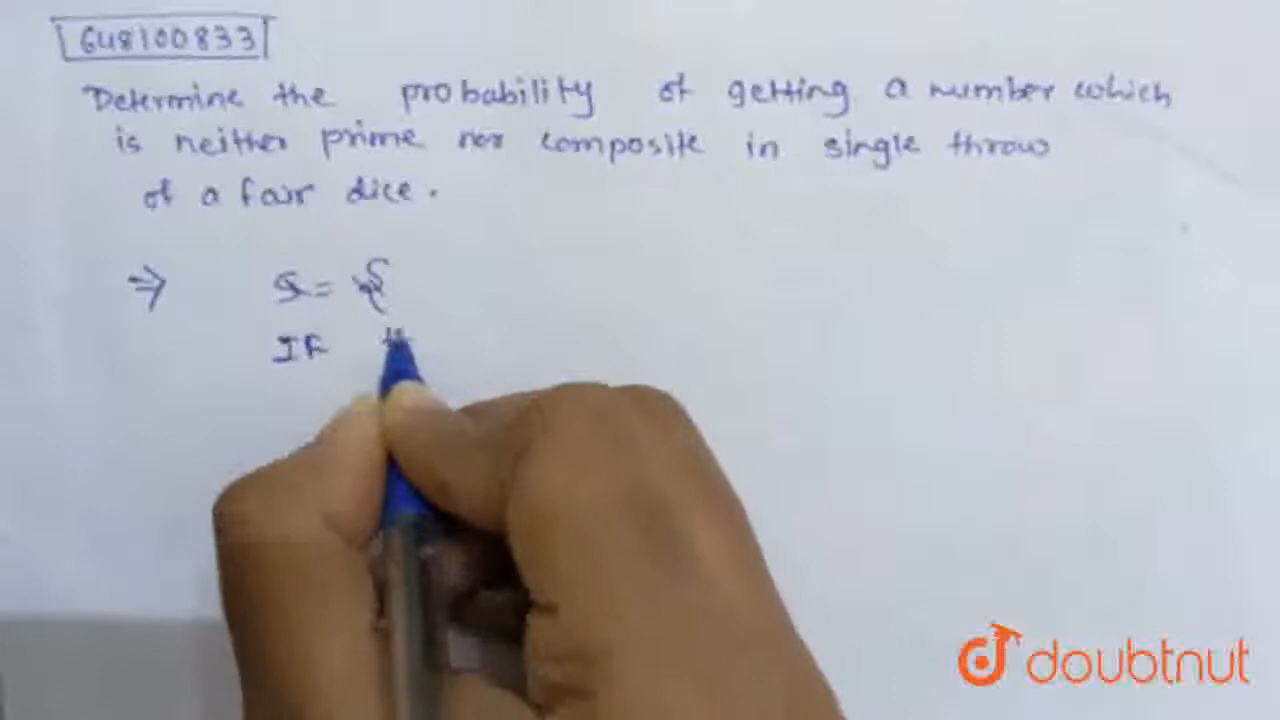 648100833
Determine the probability of getting a number which
is neither prime nor composite in single throw
of a fair dice.
⇒ S = {
If
doubtnut